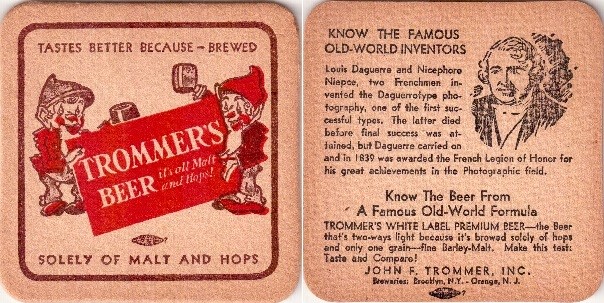 TASTES BETTER BECAUSE — BREWED
TROMMER'S
BEER
it's all Malt
and Hops!
SOLELY OF MALT AND HOPS
KNOW THE FAMOUS
OLD-WORLD INVENTORS
Louis Daguerre and Nicephore
Niepce, two Frenchmen in-
vented the Daguerrotype pho-
tography, one of the first suc-
cessful types. The latter died
before final success was at-
tained, but Daguerre carried on
and in 1839 was awarded the French Legion of Honor for
his great achievements in the Photographic field.
Know The Beer From
A Famous Old-World Formula
TROMMER'S WHITE LABEL PREMIUM BEER—the Beer
that's two-ways light because it's browed solely of hops
and only one grain—fine Barley-Malt. Make this test:
Taste and Compare!
JOHN F. TROMMER, INC.
Breweries: Brooklyn, N.Y. - Orange, N. J.
7